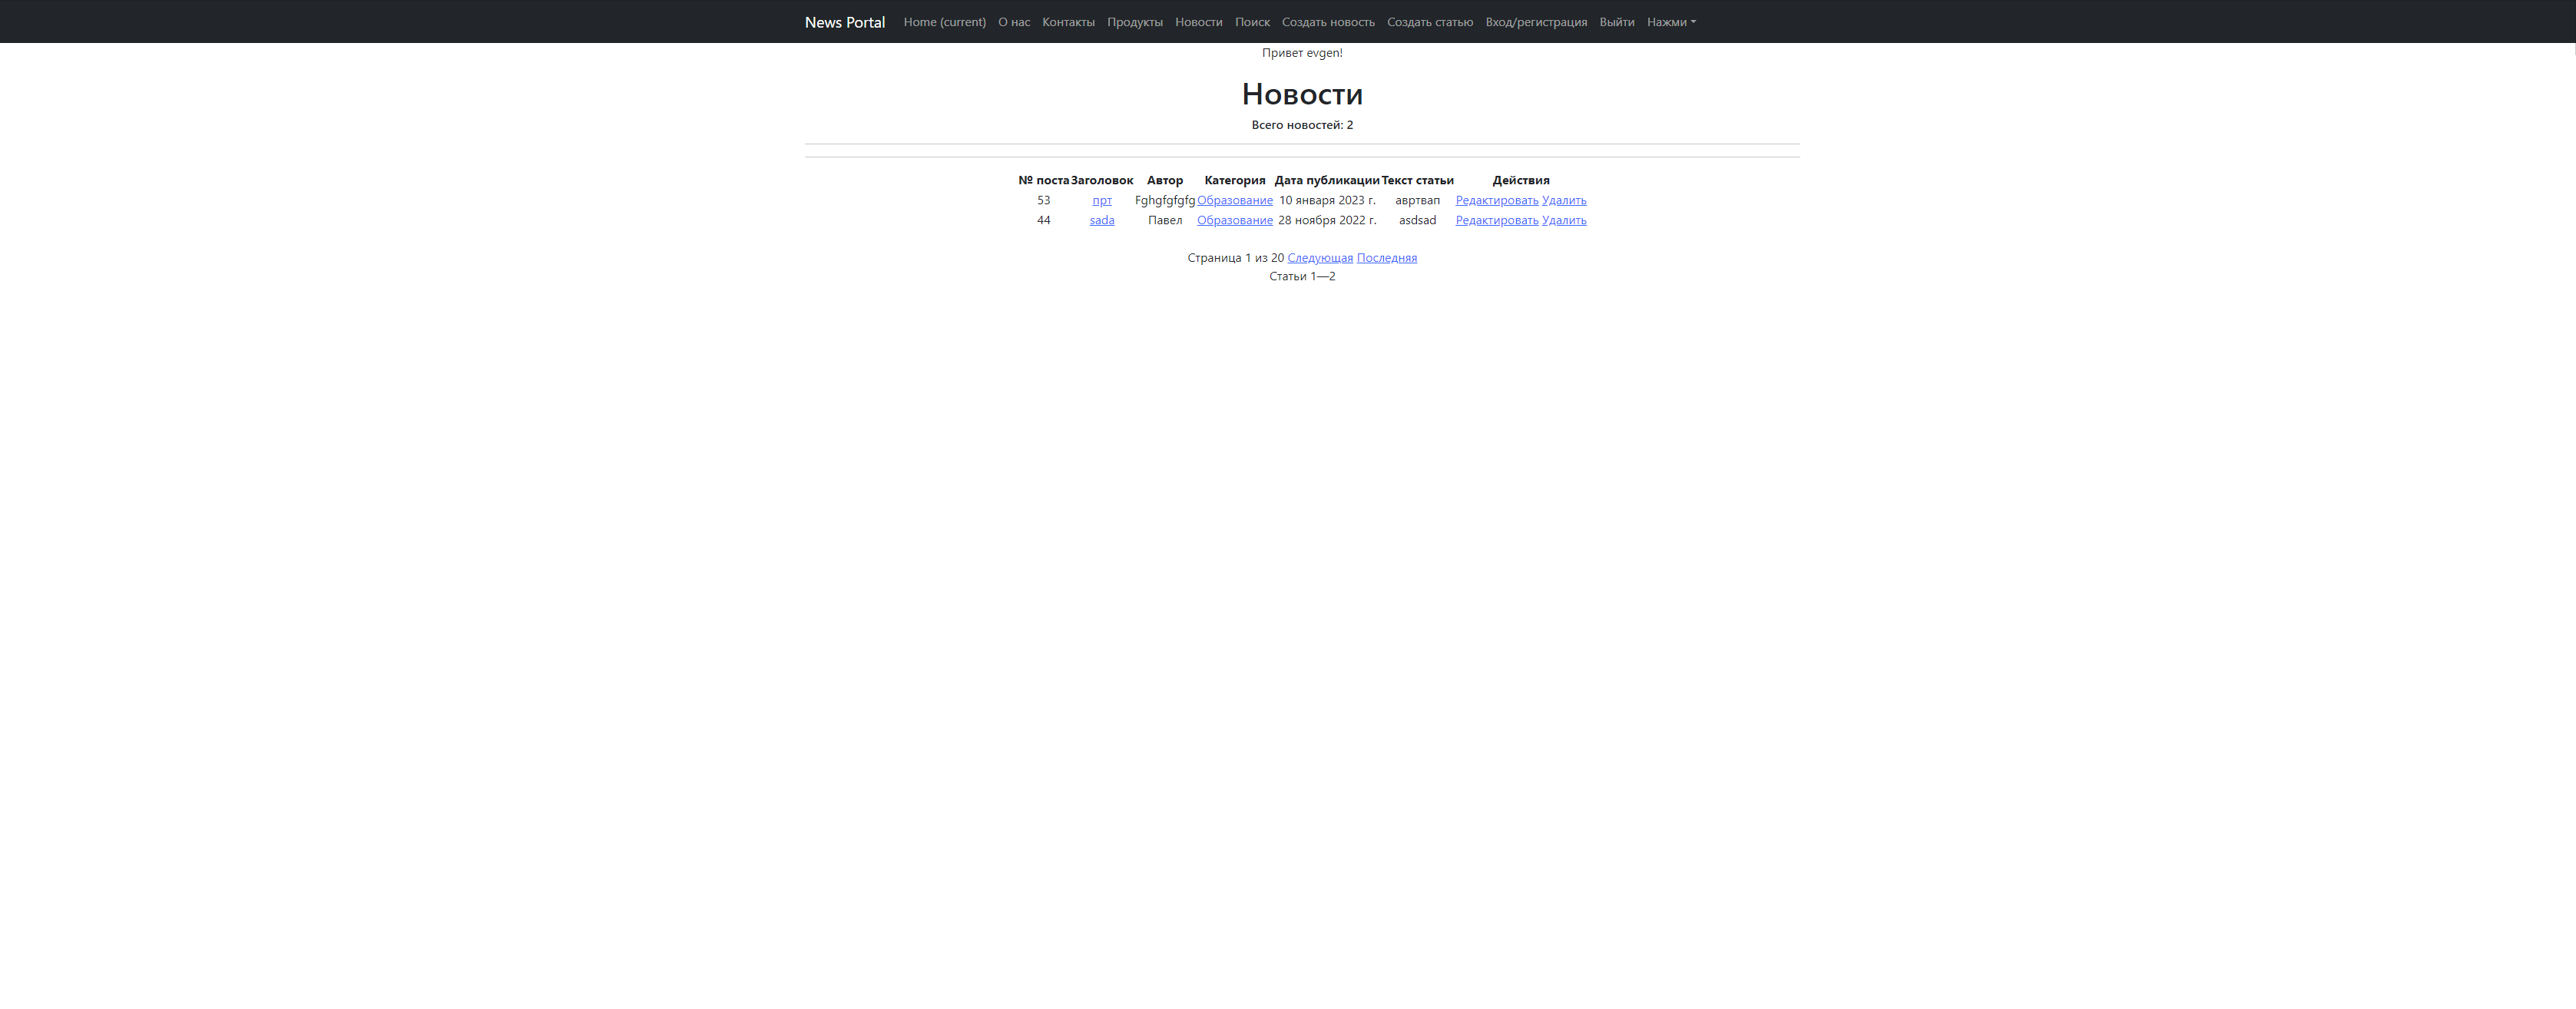 News Portal Home (current) О нас Контакты Продукты Новости Поиск Создать новость Создать статью Вход/регистрация Выйти Нажми
Привет evgen!
Новости
Всего новостей: 2
№ поста Заголовок Автор Категория Дата публикации Текст статьи Действия
53 прт Fghgfgfgfg Образование 10 января 2023 г. авртвап Редактировать Удалить
44 sada Павел Образование 28 ноября 2022 г. asdsad Редактировать Удалить
Страница 1 из 20 Следующая Последняя
Статьи 1—2